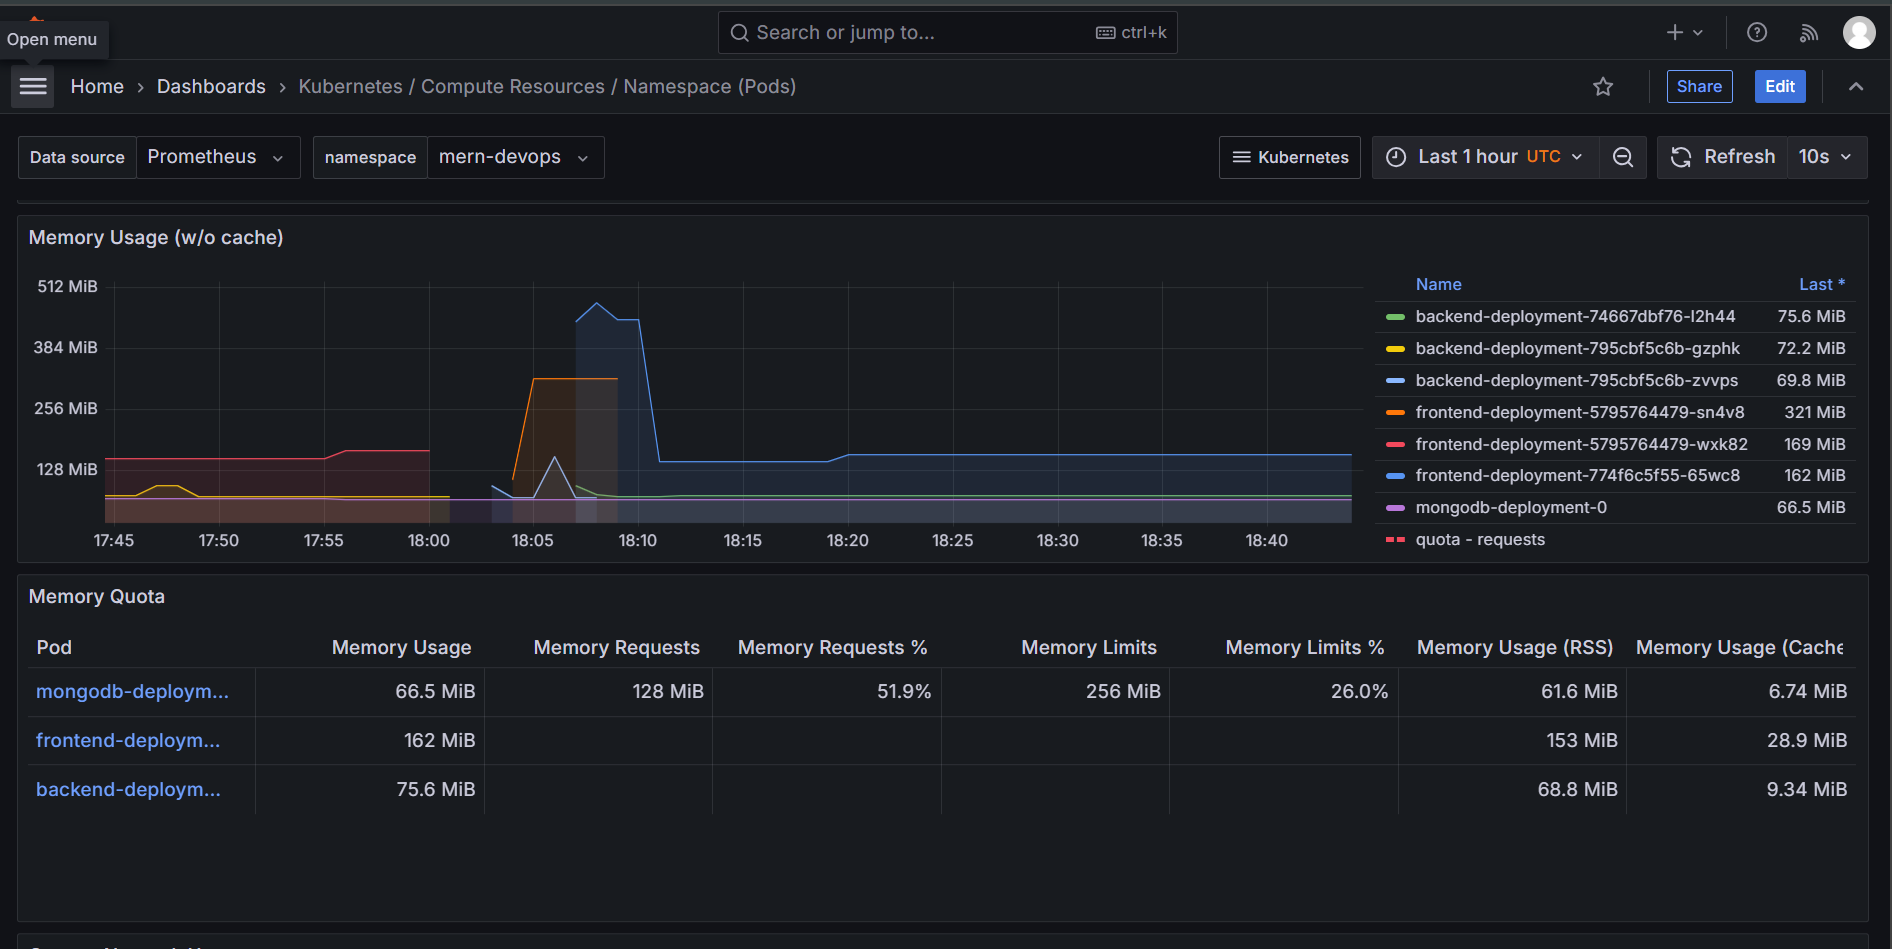 Open menu
Search or jump to... ctrl+k
Home › Dashboards › Kubernetes / Compute Resources / Namespace (Pods)
Share Edit
Data source Prometheus namespace mern-devops Kubernetes Last 1 hour UTC Refresh 10s
Memory Usage (w/o cache)
512 MiB
384 MiB
256 MiB
128 MiB
17:45 17:50 17:55 18:00 18:05 18:10 18:15 18:20 18:25 18:30 18:35 18:40
Name Last *
backend-deployment-74667dbf76-l2h44 75.6 MiB
backend-deployment-795cbf5c6b-gzphk 72.2 MiB
backend-deployment-795cbf5c6b-zvvps 69.8 MiB
frontend-deployment-5795764479-sn4v8 321 MiB
frontend-deployment-5795764479-wxk82 169 MiB
frontend-deployment-774f6c5f55-65wc8 162 MiB
mongodb-deployment-0 66.5 MiB
quota - requests
Memory Quota
Pod Memory Usage Memory Requests Memory Requests % Memory Limits Memory Limits % Memory Usage (RSS) Memory Usage (Cache
mongodb-deploym... 66.5 MiB 128 MiB 51.9% 256 MiB 26.0% 61.6 MiB 6.74 MiB
frontend-deploym... 162 MiB 153 MiB 28.9 MiB
backend-deploym... 75.6 MiB 68.8 MiB 9.34 MiB